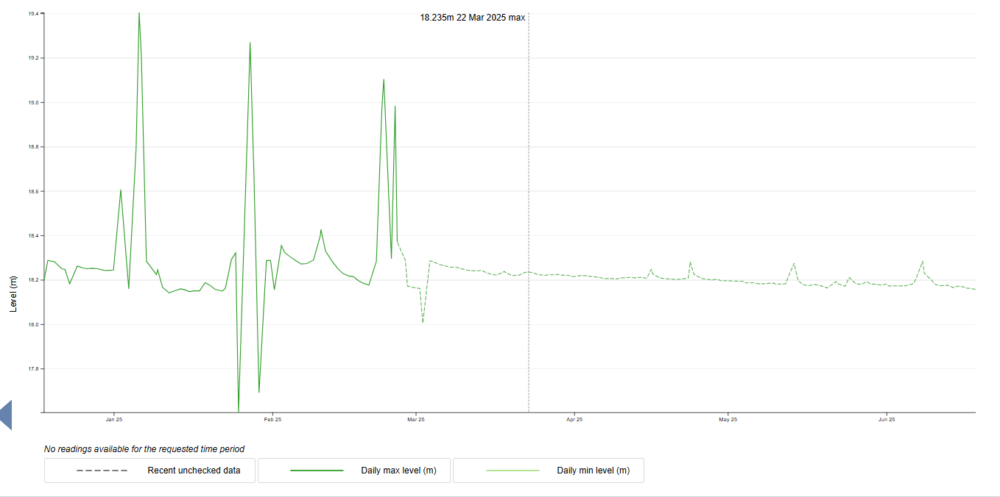 18.235m 22 Mar 2025 max
19.4
19.2
19.0
18.8
18.6
18.4
18.2
18.0
17.8
Level (m)
Jan 25 Feb 25 Mar 25 Apr 25 May 25 Jun 25
No readings available for the requested time period
Recent unchecked data Daily max level (m) Daily min level (m)